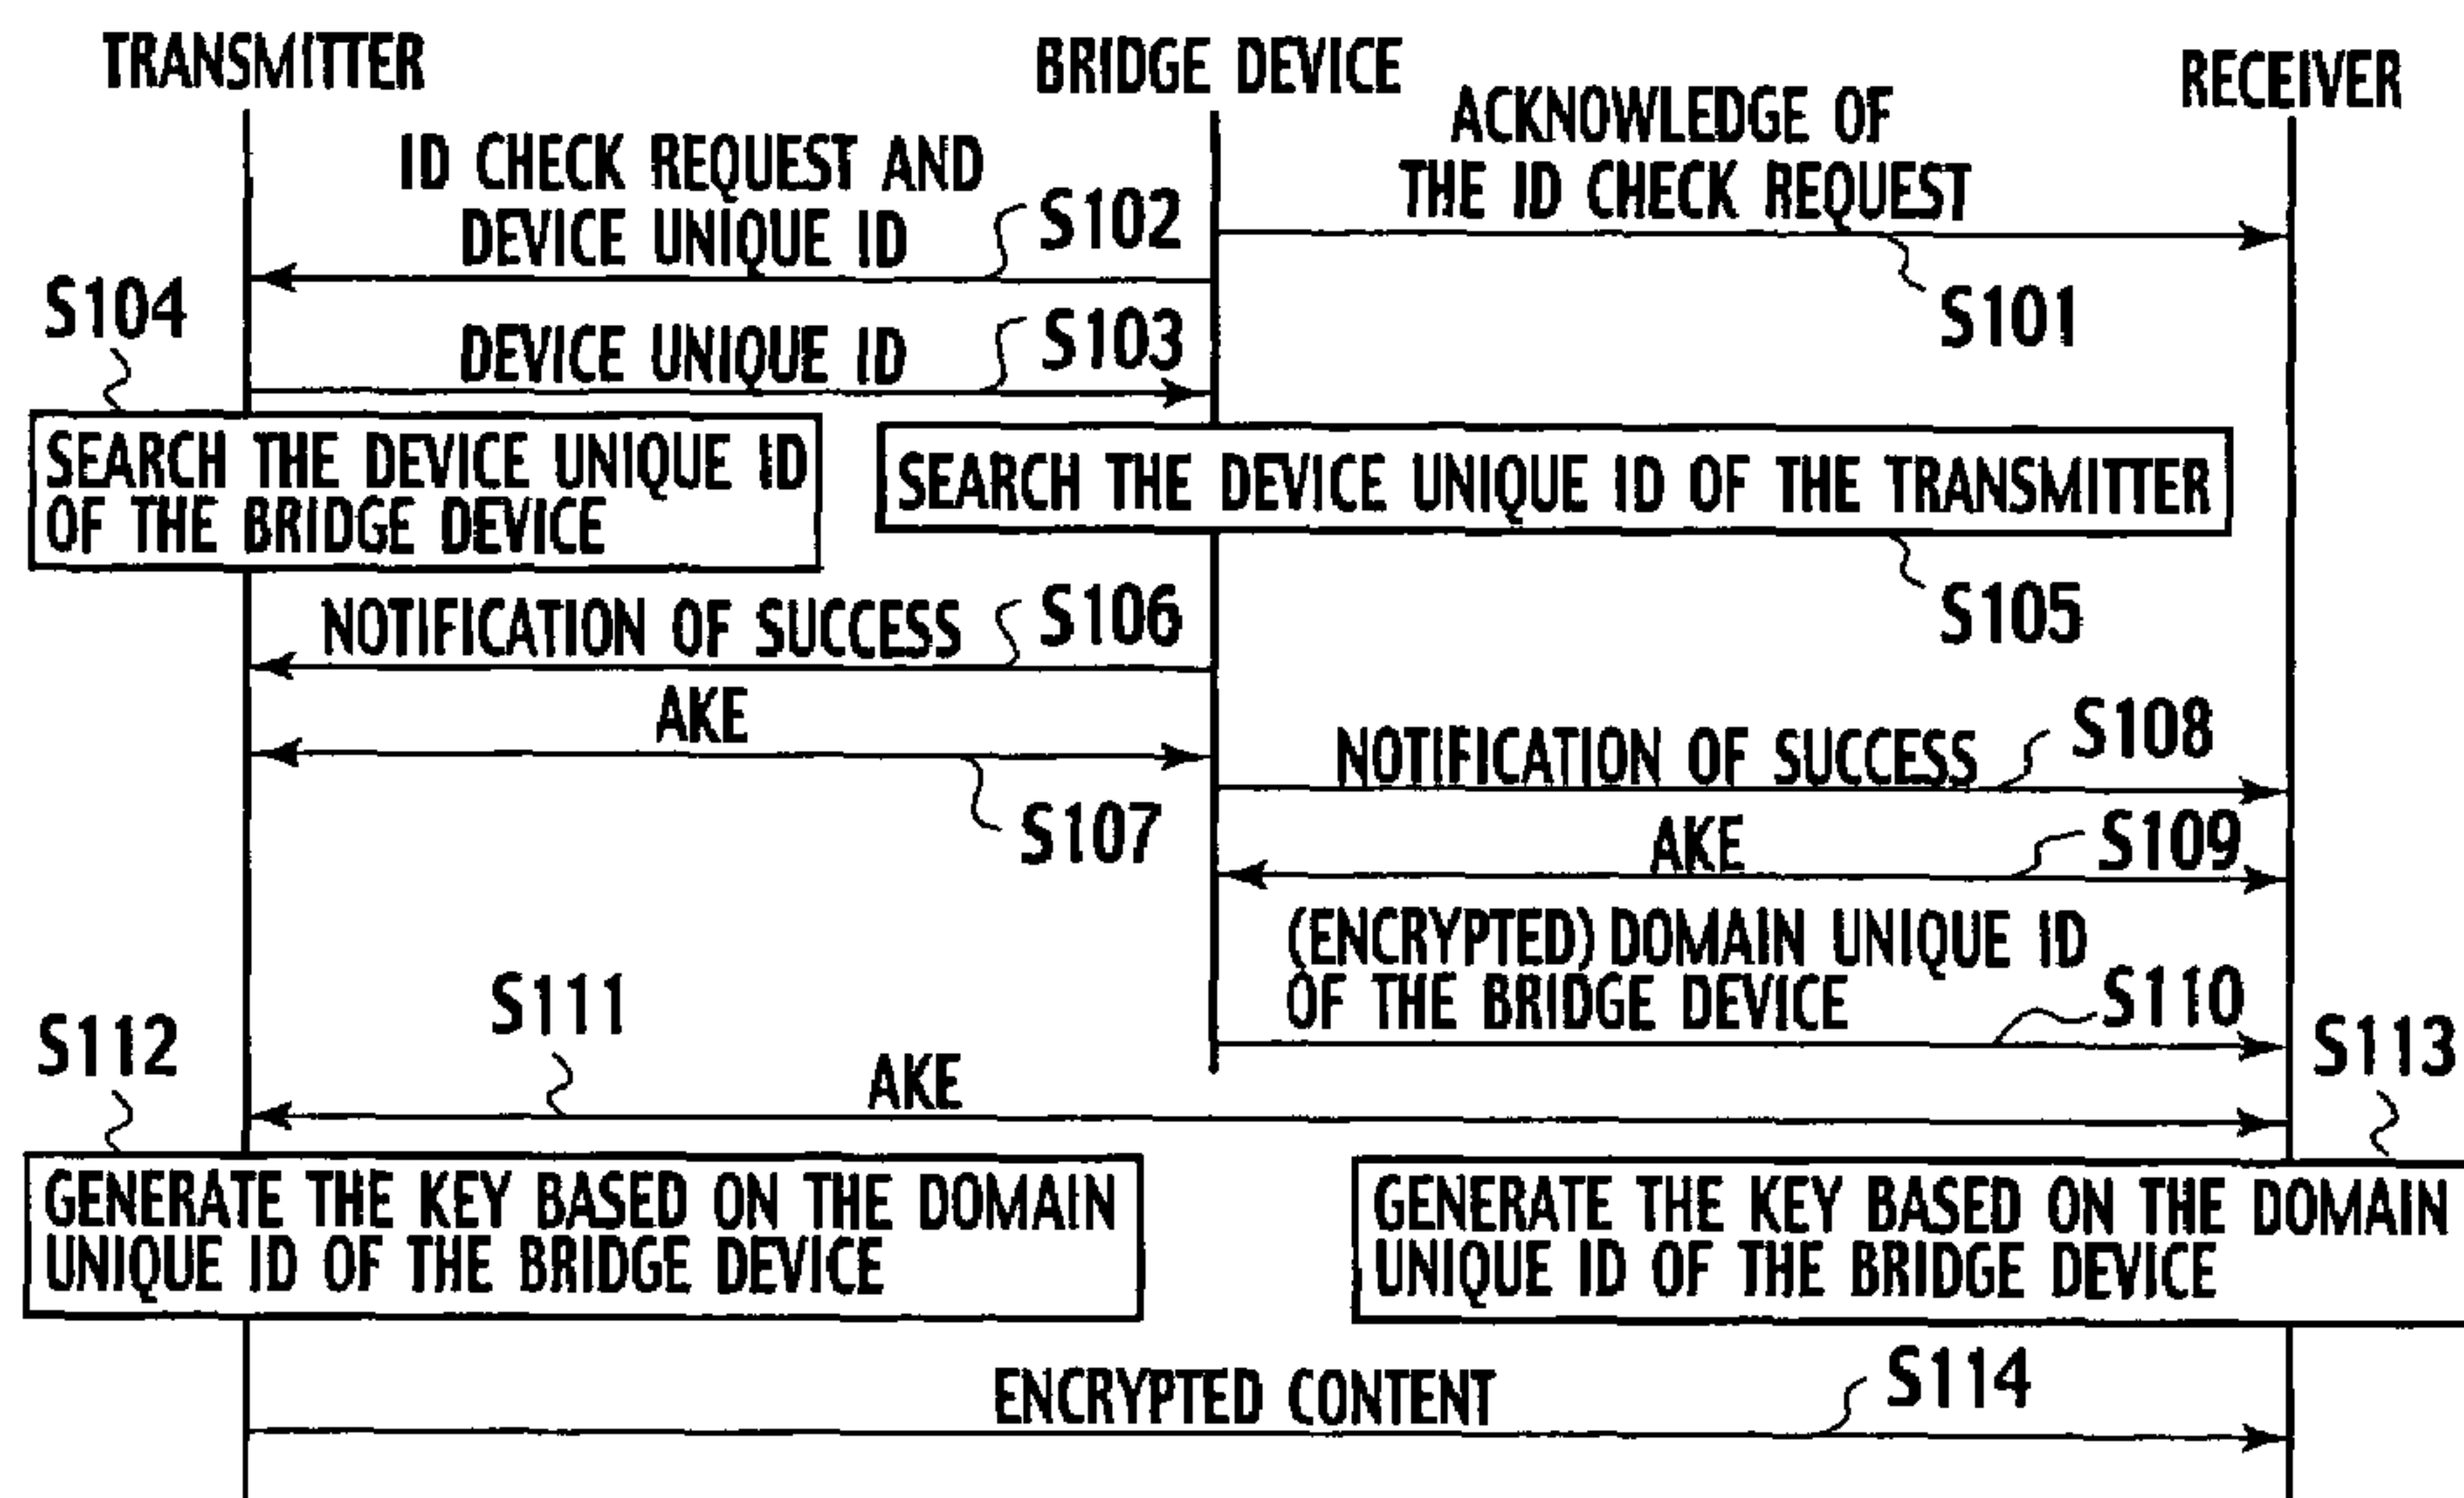 TRANSMITTER
BRIDGE DEVICE
RECEIVER
ACKNOWLEDGE OF
THE ID CHECK REQUEST
S101
ID CHECK REQUEST AND
DEVICE UNIQUE ID
S102
DEVICE UNIQUE ID
S103
S104
SEARCH THE DEVICE UNIQUE ID
OF THE BRIDGE DEVICE
SEARCH THE DEVICE UNIQUE ID OF THE TRANSMITTER
S105
NOTIFICATION OF SUCCESS
S106
AKE
S107
NOTIFICATION OF SUCCESS
S108
AKE
S109
(ENCRYPTED) DOMAIN UNIQUE ID
OF THE BRIDGE DEVICE
S110
S111
AKE
S112
GENERATE THE KEY BASED ON THE DOMAIN
UNIQUE ID OF THE BRIDGE DEVICE
S113
GENERATE THE KEY BASED ON THE DOMAIN
UNIQUE ID OF THE BRIDGE DEVICE
ENCRYPTED CONTENT
S114